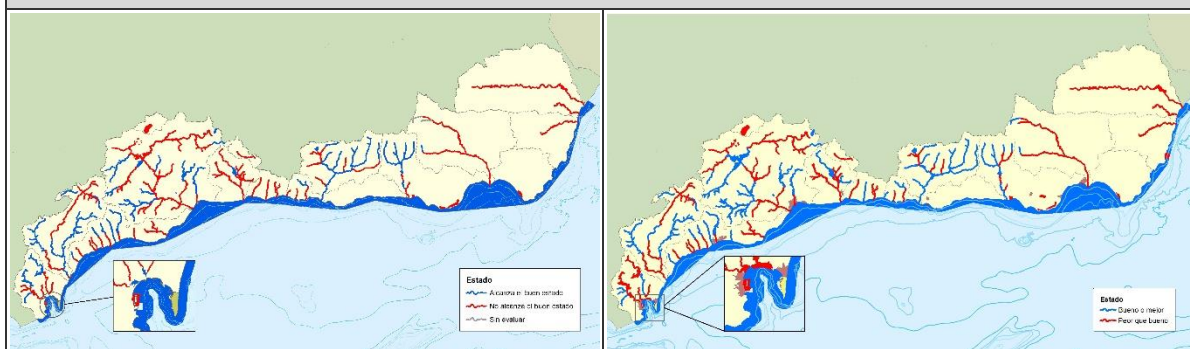 Estado
Alcanza el buen estado
No alcanza el buen estado
Sin evaluar
Estado
Bueno o mejor
Peor que bueno